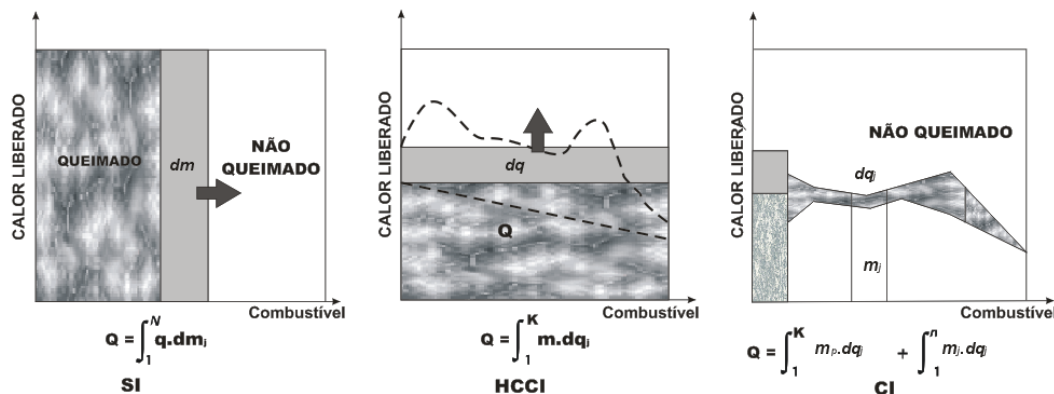 CALOR LIBERADO
QUEIMADO
dm
NÃO
QUEIMADO
Combustível
Q = ∫₁ᴺ q.dmᵢ
SI
CALOR LIBERADO
dq
Q
Combustível
Q = ∫₁ᴷ m.dqᵢ
HCCI
CALOR LIBERADO
NÃO QUEIMADO
dqⱼ
mⱼ
Combustível
Q = ∫₁ᴷ mₚ.dqⱼ + ∫₁ⁿ mⱼ.dqⱼ
CI